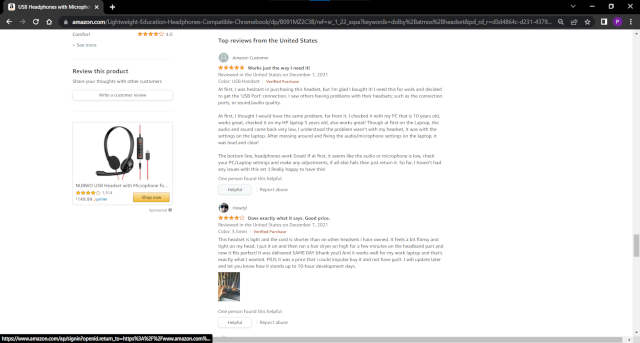 USB Headphones with Microphon
amazon.com/Lightweight-Education-Headphones-Compatible-Chromebook/dp/B091MZ2C3B/ref=sr_1_22_sspa?keywords=dolby%2Batmos%2Bheadset&pd_rd_r=d3d4864c-d231-4379...
Comfort 4.0
See more
Review this product
Share your thoughts with other customers
Write a customer review
NUBWO USB Headset with Microphone fo...
1,514
$149.99 prime
Shop now
Sponsored
Top reviews from the United States
Amazon Customer
Works just the way I need it!
Reviewed in the United States on December 1, 2021
Color: USB Headset Verified Purchase
At first, I was hesitant in purchasing this headset, but I'm glad I bought it! I need this for work and decided
to get the 'USB Port' connection. I saw others having problems with their headsets; such as the connection
ports, or sound/audio quality.
At first, I thought I would have the same problem, far from it. I checked it with my PC that is 10 years old,
works great, checked it on my HP laptop 5 years old, also works great! Though at first on the Laptop, the
audio and sound came back very low, I understood the problem wasn't with my headset, it was with the
settings on the laptop. After messing around and fixing the audio/microphone settings on the laptop, it
was loud and clear!
The bottom line, headphones work Great! If at first, it seems like the audio or microphone is low, check
your PC/Laptop settings and make any adjustments, if all else fails then just return it. So far, I haven't had
any issues with this set :) Really happy to have this!
One person found this helpful
Helpful Report abuse
Howdy!
Does exactly what it says. Good price.
Reviewed in the United States on December 7, 2021
Color: 3.5mm Verified Purchase
This headset is light and the cord is shorter than on other headsets I have owned. It feels a bit flimsy and
tight on my head. I put it on and then ran a hair dryer on high for a few minutes on the headband part and
now it fits perfect! It was delivered SAME DAY (thank you!) And it works well for my work laptop and that's
exactly what I wanted. PLUS it was a price that I could impulse buy it and not have guilt. I will update later
and let you know how it stands up to 10-hour development days.
One person found this helpful
Helpful Report abuse
https://www.amazon.com/ap/signin?openid.return_to=https%3A%2F%2Fwww.amazon.com%...